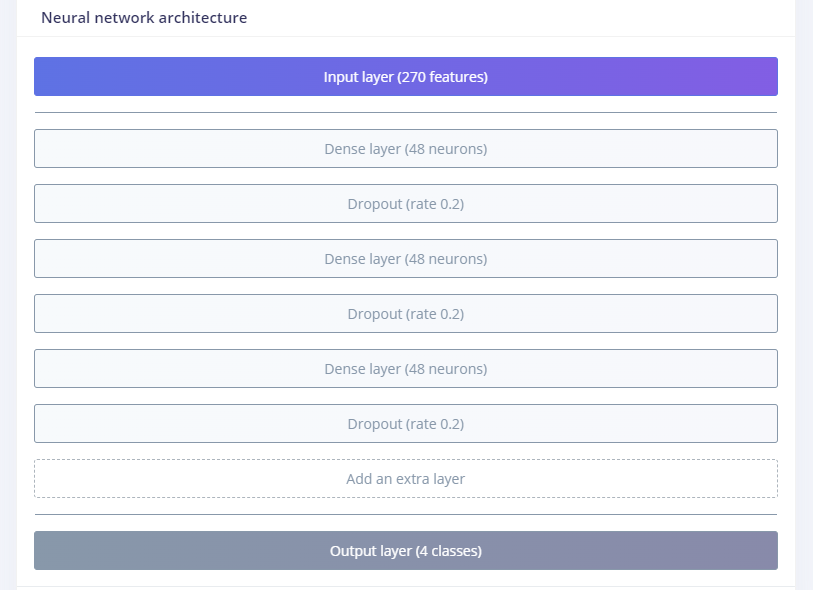 Neural network architecture
Input layer (270 features)
Dense layer (48 neurons)
Dropout (rate 0.2)
Dense layer (48 neurons)
Dropout (rate 0.2)
Dense layer (48 neurons)
Dropout (rate 0.2)
Add an extra layer
Output layer (4 classes)